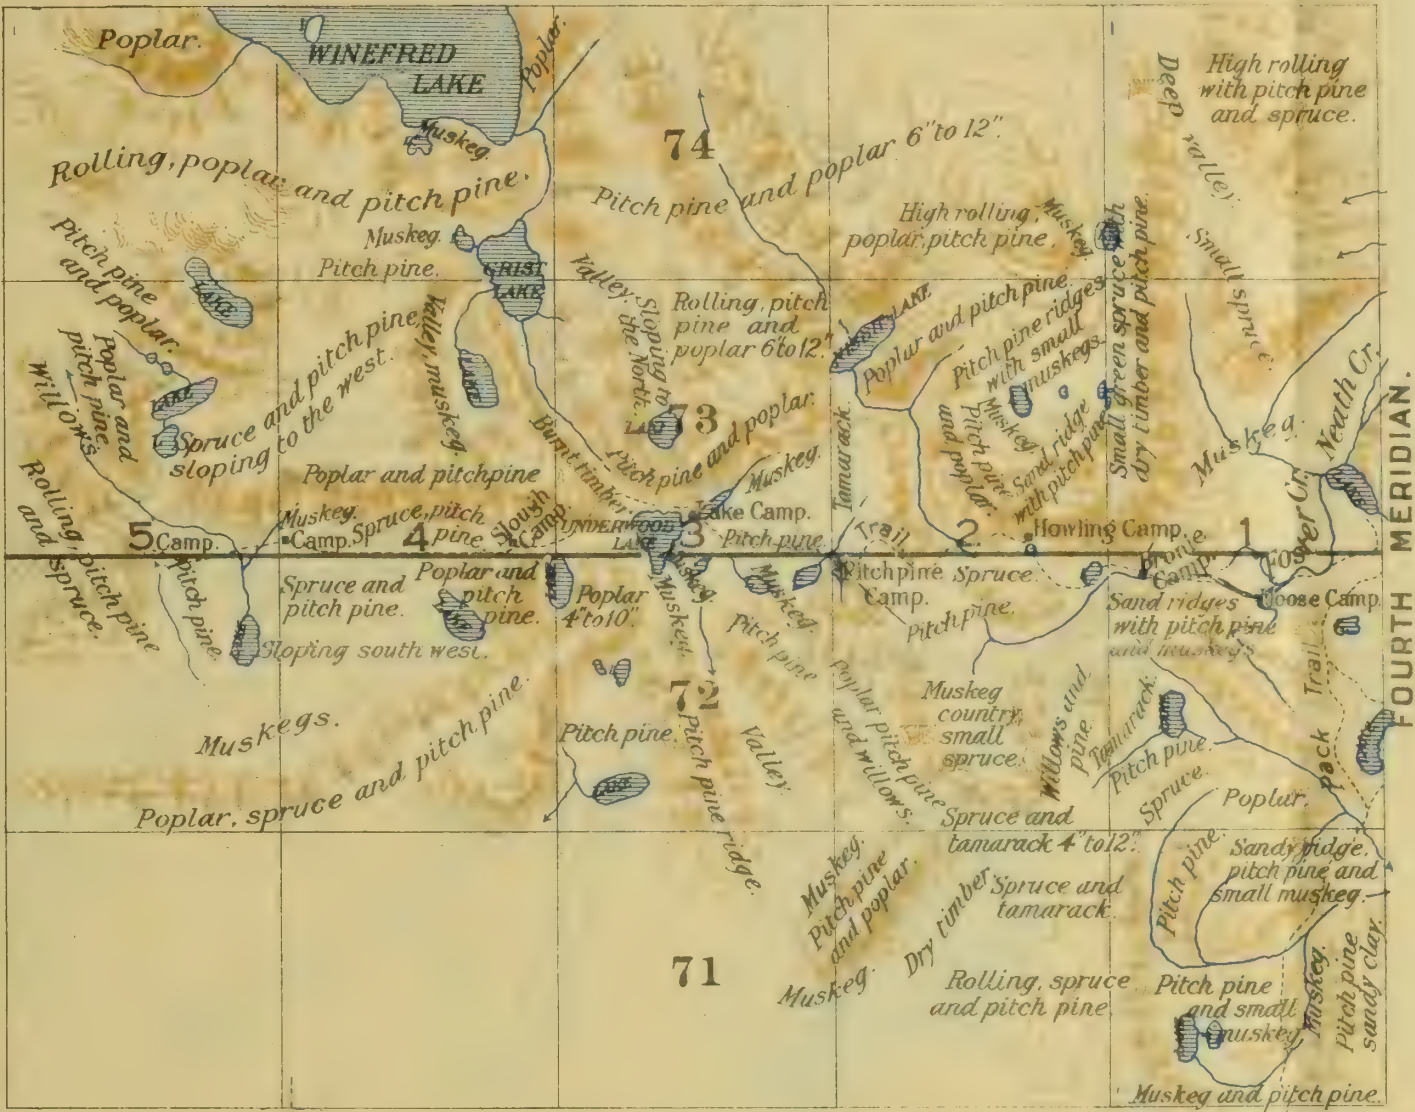 Poplar.
WINEFRED
LAKE
Poplar.
Muskeg.
Rolling, poplar and pitch pine.
74
Pitch pine and poplar 6" to 12".
Deep valley.
High rolling
with pitch pine
and spruce.
High rolling,
poplar, pitch pine.
Muskeg.
Small green spruce with
dry timber and pitch pine.
Small spruce.
Pitch pine
and poplar.
LAKE
Muskeg.
Pitch pine.
GRIST
LAKE
Valley, muskeg.
LAKE
Valley. Sloping to
the North.
Rolling, pitch
pine and
poplar 6" to 12".
LAKE
Poplar and pitch pine.
Pitch pine ridges
with small
muskegs.
Muskeg.
Pitch pine
and poplar.
Sand ridge
with pitch pine
Tamarack.
Poplar and
pitch pine
Willows.
LAKE
Spruce and pitch pine,
sloping to the west.
LAKE
73
Pitch pine and poplar.
Burnt timber.
Muskeg.
Muskeg.
Neath Cr.
LAKE
Rolling, pitch pine
and spruce.
Poplar and pitchpine
Muskeg.
Camp.
Spruce, pitch
pine.
Slough
Camp.
UNDERWOOD
LAKE
Lake Camp.
Pitch pine.
Trail
Howling Camp.
Bronie
Camp.
Foster Cr.
5
Camp.
4
3
2
1
Pitch pine.
Spruce and
pitch pine.
Poplar and
pitch
pine.
LAKE
LAKE
Poplar
4" to 10".
Muskeg.
Muskeg.
Muskeg.
Pitch pine
Pitchpine
Camp.
Spruce.
Pitch pine.
Sand ridges
with pitch pine
and muskegs
Moose Camp.
LAKE
Sloping south west.
Muskegs.
Poplar, spruce and pitch pine.
72
Pitch pine.
LAKE
Pitch pine ridge.
Valley.
Poplar pitch pine
and willows.
Muskeg
country,
small
spruce.
Willows and
pine
Tamarack.
Pitch pine.
Spruce.
Poplar.
Pack Trail
FOURTH MERIDIAN.
Spruce and
tamarack 4" to 12".
Muskeg.
Pitch pine
and poplar.
Muskeg.
Dry timber.
Spruce and
tamarack.
Pitch pine.
Sandy ridge,
pitch pine and
small muskeg.
71
Rolling, spruce
and pitch pine.
Pitch pine
and small
muskeg.
Muskeg.
Pitch pine
sandy clay.
Muskeg and pitch pine.